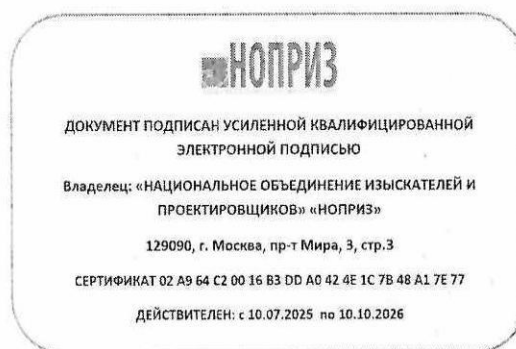 НОПРИЗ
ДОКУМЕНТ ПОДПИСАН УСИЛЕННОЙ КВАЛИФИЦИРОВАННОЙ
ЭЛЕКТРОННОЙ ПОДПИСЬЮ
Владелец: «НАЦИОНАЛЬНОЕ ОБЪЕДИНЕНИЕ ИЗЫСКАТЕЛЕЙ И
ПРОЕКТИРОВЩИКОВ» «НОПРИЗ»
129090, г. Москва, пр-т Мира, 3, стр.3
СЕРТИФИКАТ 02 A9 64 C2 00 16 B3 DD A0 42 4E 1C 7B 48 A1 7E 77
ДЕЙСТВИТЕЛЕН: с 10.07.2025 по 10.10.2026